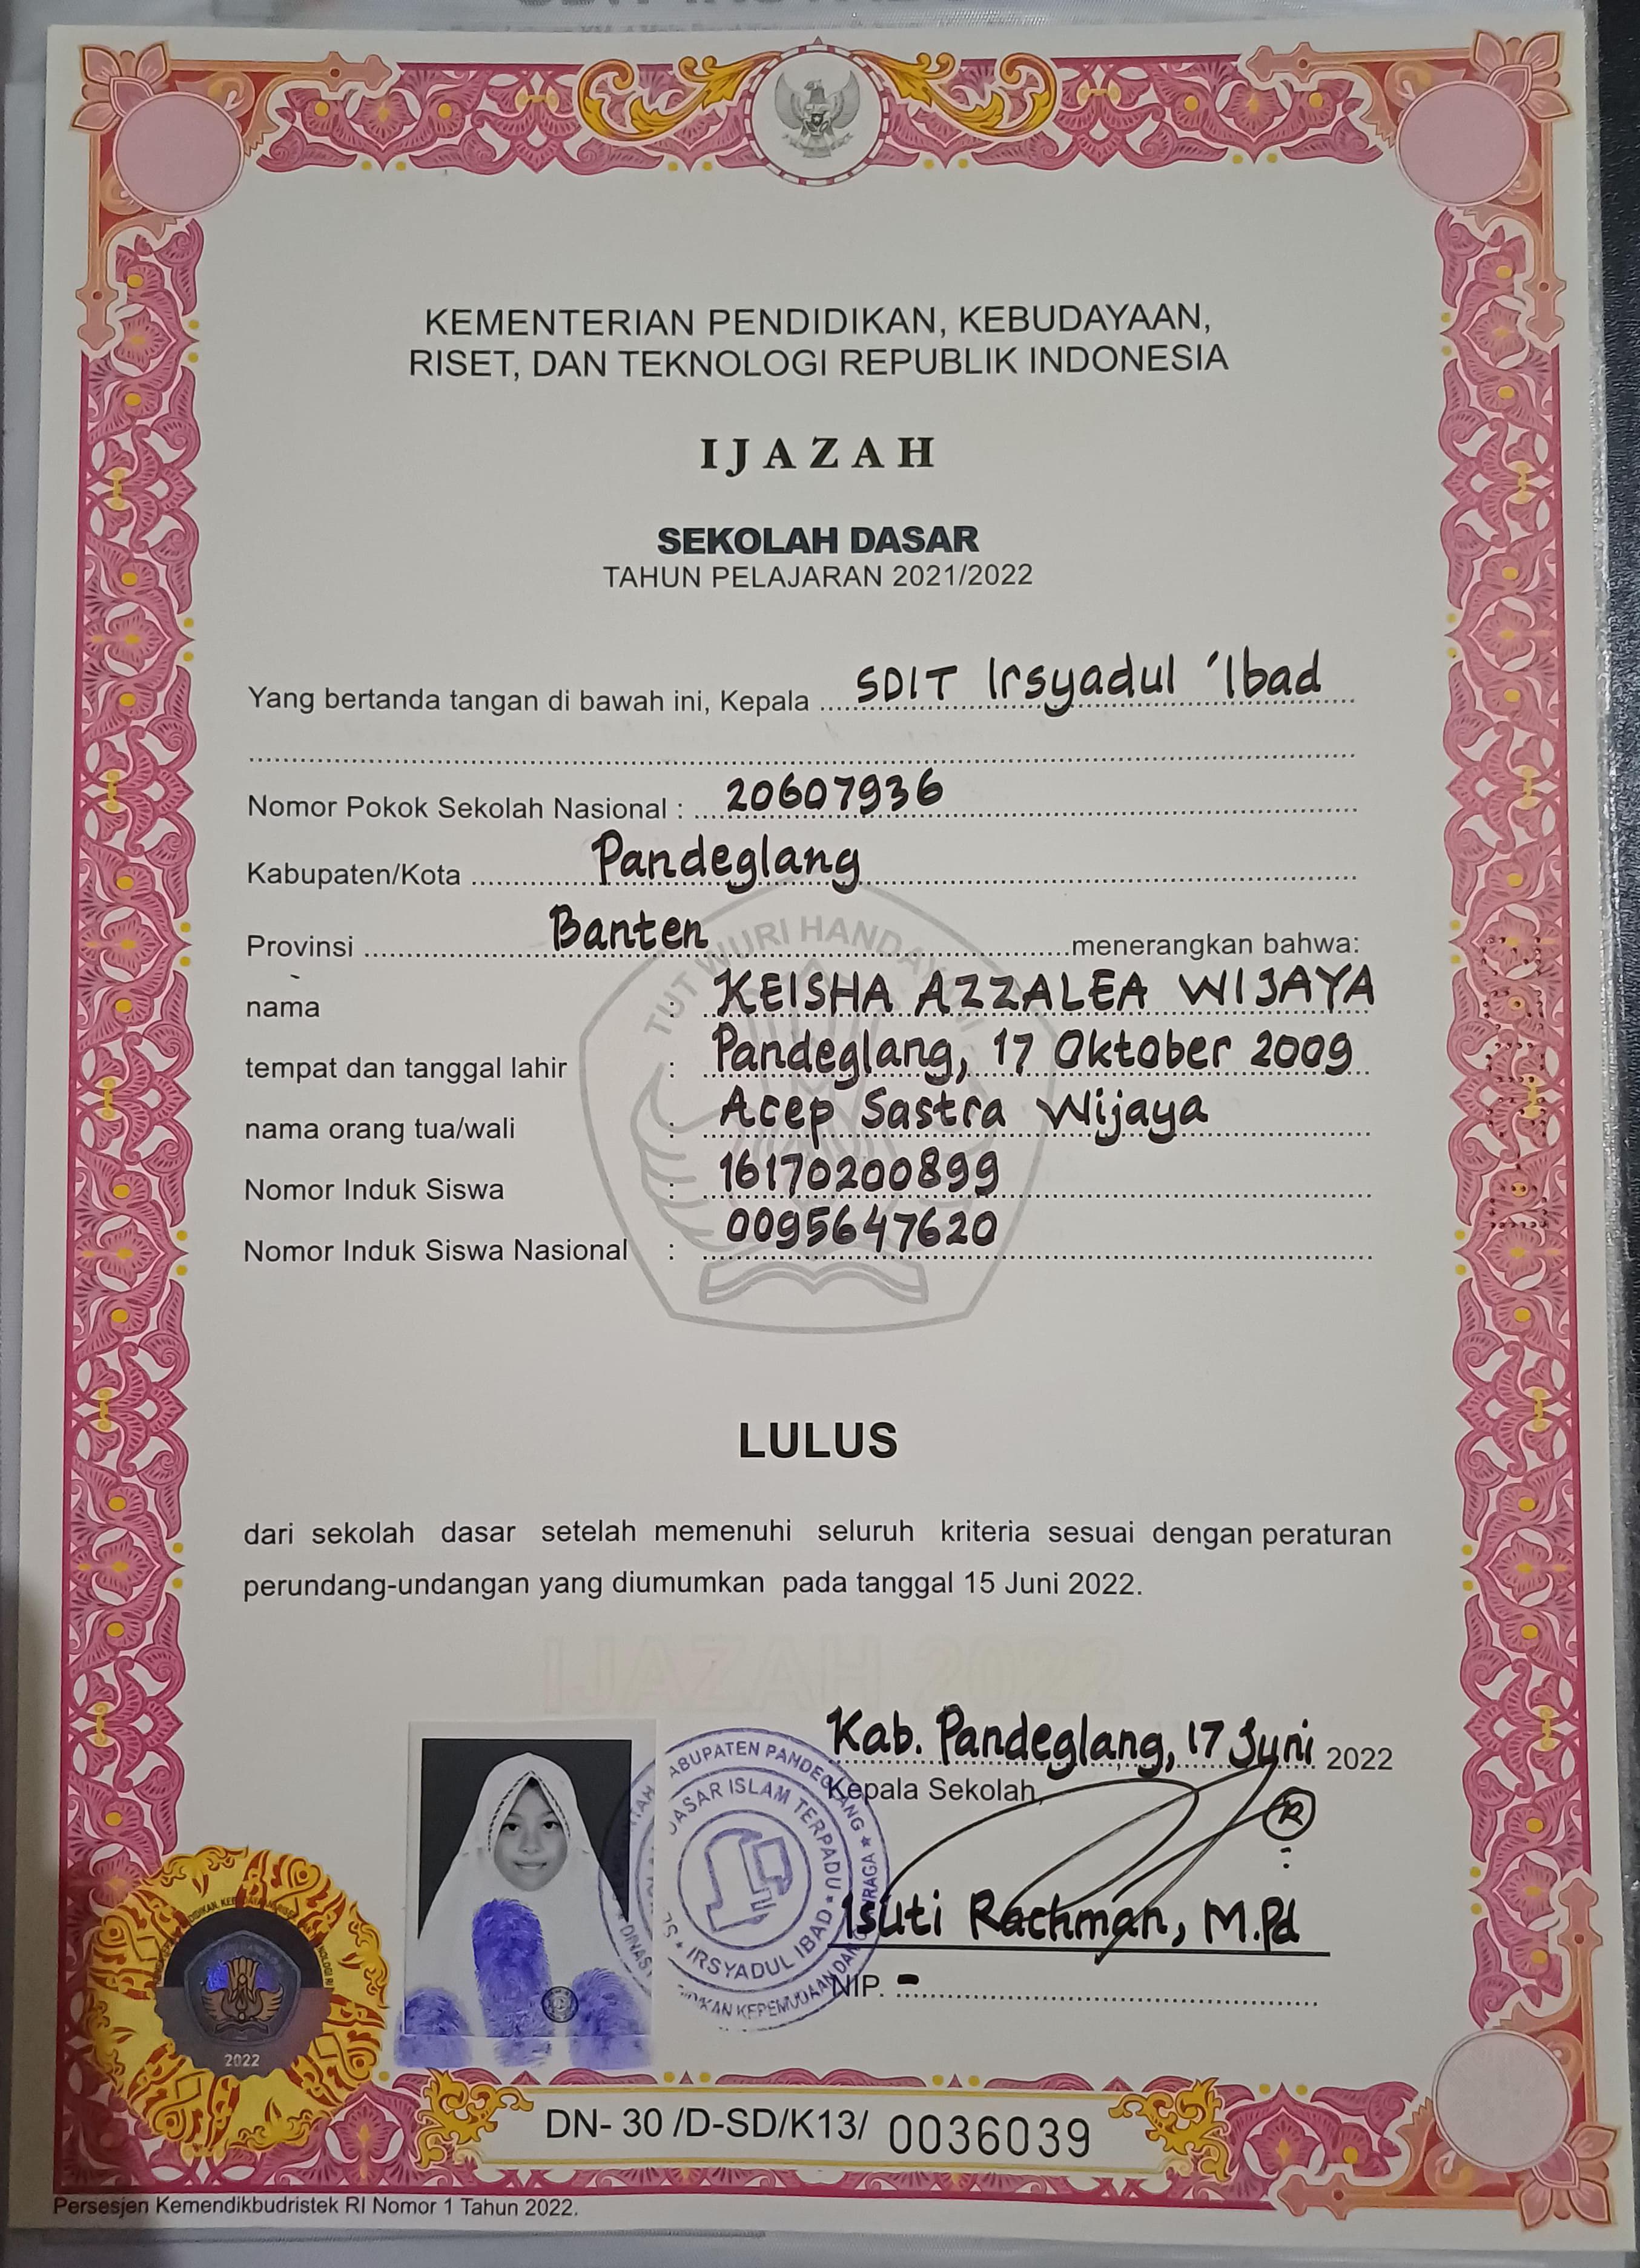 KEMENTERIAN PENDIDIKAN, KEBUDAYAAN,
RISET, DAN TEKNOLOGI REPUBLIK INDONESIA
IJAZAH
SEKOLAH DASAR
TAHUN PELAJARAN 2021/2022
Yang bertanda tangan di bawah ini, Kepala SDIT Irsyadul 'Ibad
Nomor Pokok Sekolah Nasional : 20607936
Kabupaten/Kota Pandeglang
Provinsi Banten menerangkan bahwa:
TUT WURI HANDAYANI
nama : KEISHA AZZALEA WIJAYA
tempat dan tanggal lahir : Pandeglang, 17 Oktober 2009
nama orang tua/wali : Acep Sastra Wijaya
Nomor Induk Siswa : 16170200899
Nomor Induk Siswa Nasional : 0095647620
LULUS
dari sekolah dasar setelah memenuhi seluruh kriteria sesuai dengan peraturan
perundang-undangan yang diumumkan pada tanggal 15 Juni 2022.
IJAZAH 2022
Kab. Pandeglang, 17 Juni 2022
Kepala Sekolah,
KABUPATEN PANDEGLANG
DASAR ISLAM TERPADU
IRSYADUL IBAD
Isuti Rachman, M.Pd
NIP. -
2022
DN- 30 /D-SD/K13/ 0036039
Persesjen Kemendikbudristek RI Nomor 1 Tahun 2022.